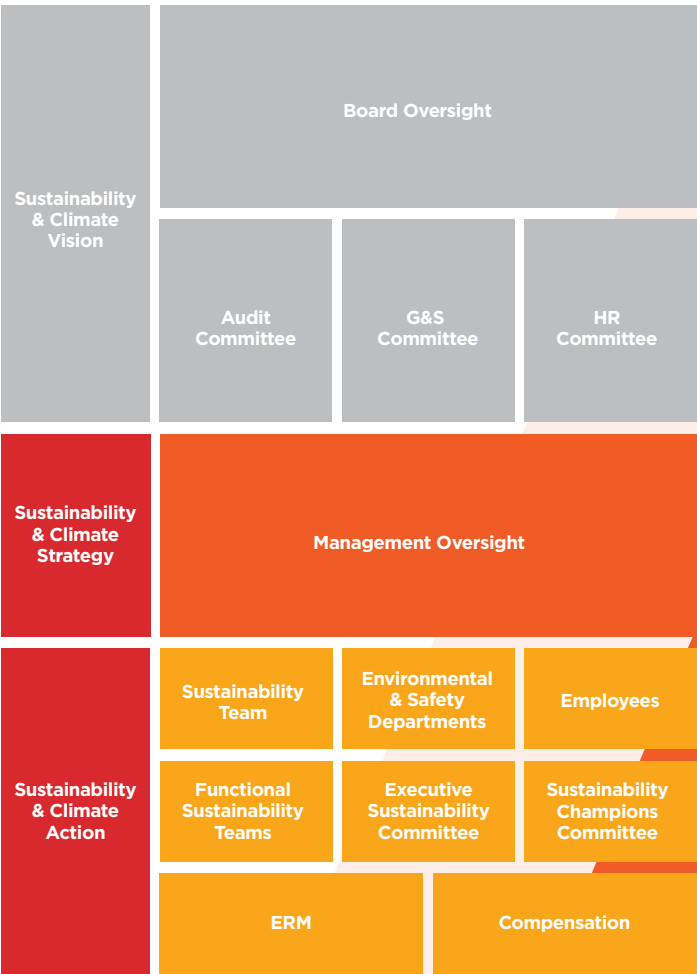 Board Oversight
Sustainability
& Climate
Vision
Audit
Committee
G&S
Committee
HR
Committee
Sustainability
& Climate
Strategy
Management Oversight
Sustainability
& Climate
Action
Sustainability
Team
Environmental
& Safety
Departments
Employees
Functional
Sustainability
Teams
Executive
Sustainability
Committee
Sustainability
Champions
Committee
ERM
Compensation